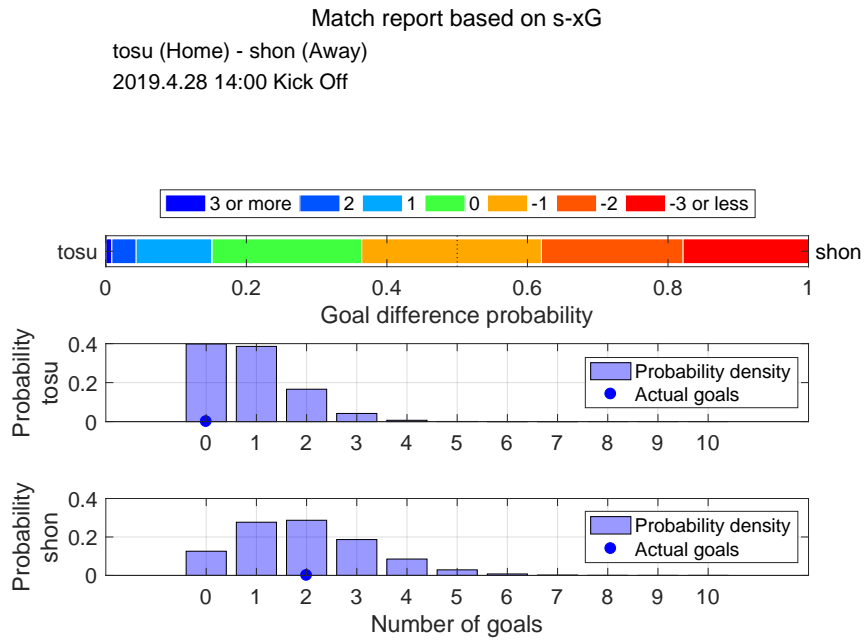 Match report based on s-xG
tosu (Home) - shon (Away)
2019.4.28 14:00 Kick Off
3 or more 2 1 0 -1 -2 -3 or less
tosu shon
0 0.2 0.4 0.6 0.8 1
Goal difference probability
Probability
tosu
0.4
0.2
0
Probability density
Actual goals
0 1 2 3 4 5 6 7 8 9 10
Probability
shon
0.4
0.2
0
Probability density
Actual goals
0 1 2 3 4 5 6 7 8 9 10
Number of goals